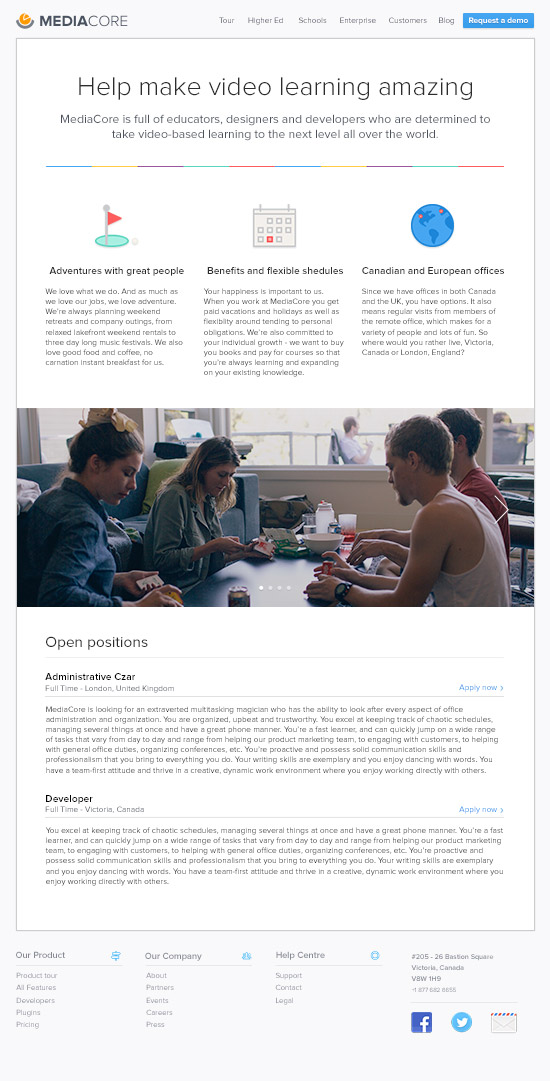 MEDIACORE
Tour Higher Ed Schools Enterprise Customers Blog Request a demo
Help make video learning amazing
MediaCore is full of educators, designers and developers who are determined to
take video-based learning to the next level all over the world.
Adventures with great people
We love what we do. And as much as
we love our jobs, we love adventure.
We're always planning weekend
retreats and company outings, from
relaxed lakefront weekend rentals to
three day long music festivals. We also
love good food and coffee, no
carnation instant breakfast for us.
Benefits and flexible shedules
Your happiness is important to us.
When you work at MediaCore you get
paid vacations and holidays as well as
flexiblity around tending to personal
obligations. We're also committed to
your individual growth - we want to buy
you books and pay for courses so that
you're always learning and expanding
on your existing knowledge.
Canadian and European offices
Since we have offices in both Canada
and the UK, you have options. It also
means regular visits from members of
the remote office, which makes for a
variety of people and lots of fun. So
where would you rather live, Victoria,
Canada or London, England?
Open positions
Administrative Czar
Full Time - London, United Kingdom Apply now ›
MediaCore is looking for an extraverted multitasking magician who has the ability to look after every aspect of office
administration and organization. You are organized, upbeat and trustworthy. You excel at keeping track of chaotic schedules,
managing several things at once and have a great phone manner. You're a fast learner, and can quickly jump on a wide range
of tasks that vary from day to day and range from helping our product marketing team, to engaging with customers, to helping
with general office duties, organizing conferences, etc. You're proactive and possess solid communication skills and
professionalism that you bring to everything you do. Your writing skills are exemplary and you enjoy dancing with words. You
have a team-first attitude and thrive in a creative, dynamic work environment where you enjoy working directly with others.
Developer
Full Time - Victoria, Canada Apply now ›
You excel at keeping track of chaotic schedules, managing several things at once and have a great phone manner. You're a fast
learner, and can quickly jump on a wide range of tasks that vary from day to day and range from helping our product marketing
team, to engaging with customers, to helping with general office duties, organizing conferences, etc. You're proactive and
possess solid communication skills and professionalism that you bring to everything you do. Your writing skills are exemplary
and you enjoy dancing with words. You have a team-first attitude and thrive in a creative, dynamic work environment where you
enjoy working directly with others.
Our Product
Product tour
All Features
Developers
Plugins
Pricing
Our Company
About
Partners
Events
Careers
Press
Help Centre
Support
Contact
Legal
#205 - 26 Bastion Square
Victoria, Canada
V8W 1H9
+1 877 682 6655